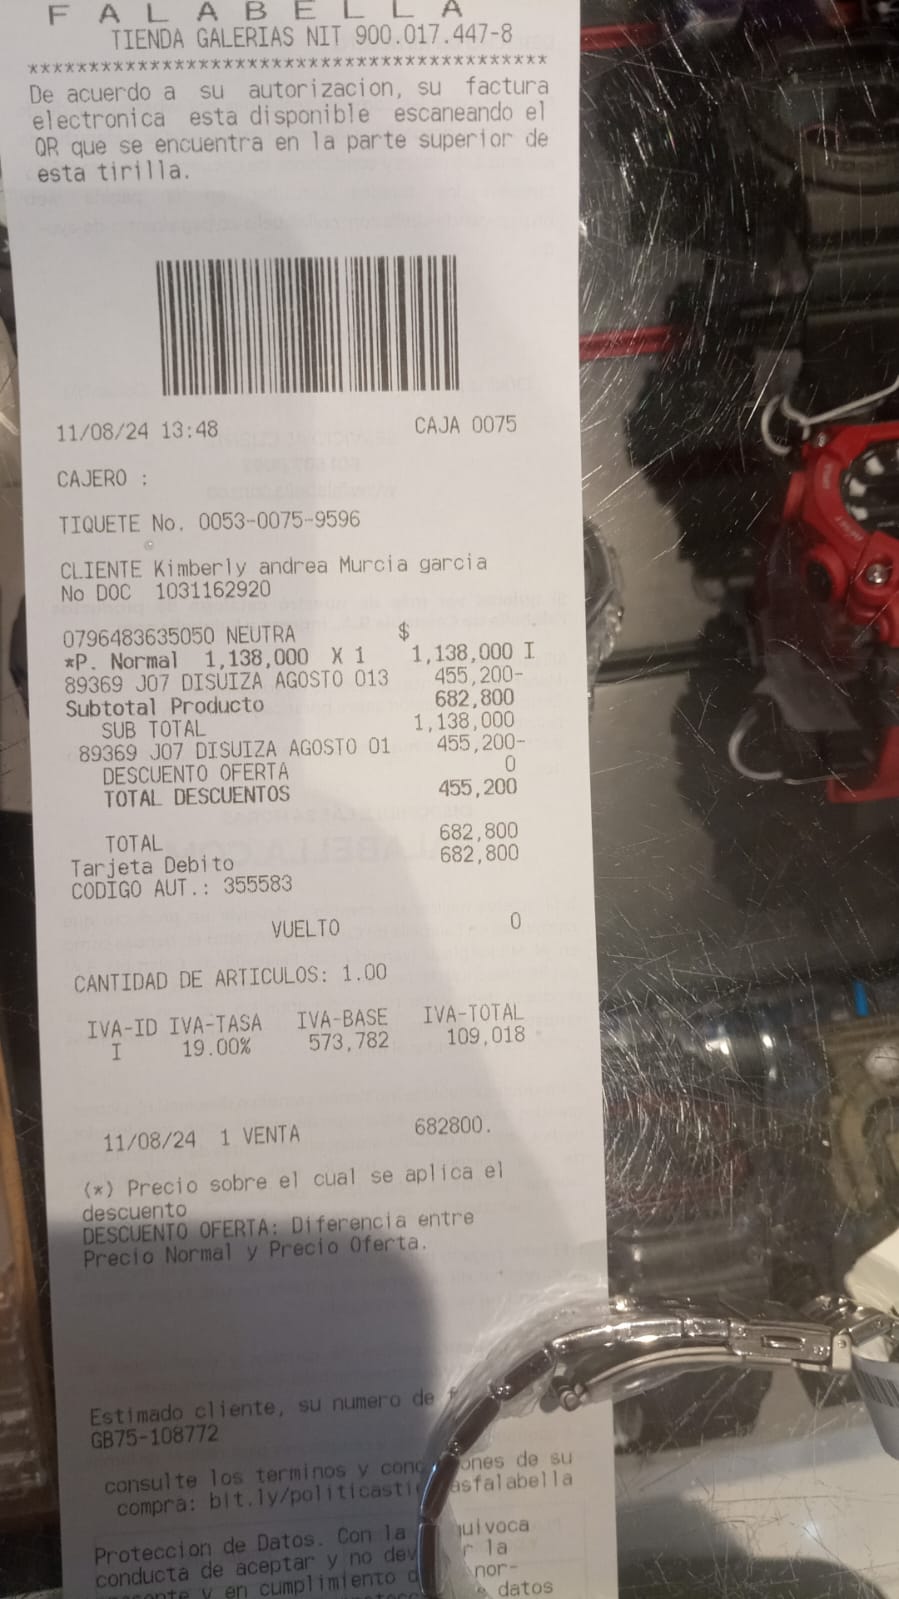 F A L A B E L L A
TIENDA GALERIAS NIT 900.017.447-8
*******************************************
De acuerdo a su autorizacion, su factura
electronica esta disponible escaneando el
QR que se encuentra en la parte superior de
esta tirilla.
11/08/24 13:48 CAJA 0075
CAJERO :
TIQUETE No. 0053-0075-9596
CLIENTE Kimberly andrea Murcia garcia
No DOC 1031162920
0796483635050 NEUTRA $
*P. Normal 1,138,000 X 1 1,138,000 I
89369 J07 DISUIZA AGOSTO 013 455,200-
Subtotal Producto 682,800
SUB TOTAL 1,138,000
89369 J07 DISUIZA AGOSTO 01 455,200-
DESCUENTO OFERTA 0
TOTAL DESCUENTOS 455,200
TOTAL 682,800
Tarjeta Debito 682,800
CODIGO AUT.: 355583
VUELTO 0
CANTIDAD DE ARTICULOS: 1.00
IVA-ID IVA-TASA IVA-BASE IVA-TOTAL
I 19.00% 573,782 109,018
11/08/24 1 VENTA 682800.
(*) Precio sobre el cual se aplica el
descuento
DESCUENTO OFERTA: Diferencia entre
Precio Normal y Precio Oferta.
Estimado cliente, su numero de
GB75-108772
consulte los terminos y cond ones de su
compra: bit.ly/politicasti asfalabella
Proteccion de Datos. Con la quivoca
conducta de aceptar y no dev r la
y en cumplimiento d nor-
datos